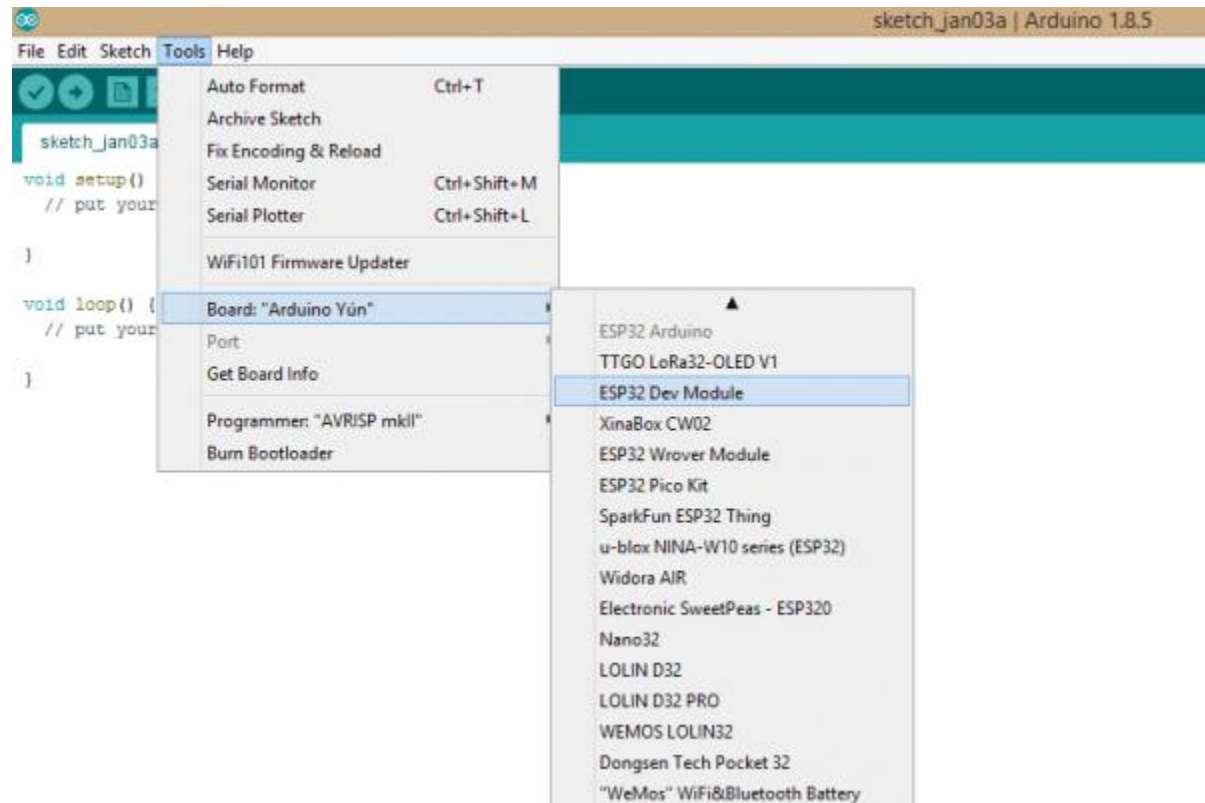 sketch_jan03a | Arduino 1.8.5
File Edit Sketch Tools Help
sketch_jan03a
void setup()
// put your
}
void loop() {
// put your
}
Auto Format Ctrl+T
Archive Sketch
Fix Encoding & Reload
Serial Monitor Ctrl+Shift+M
Serial Plotter Ctrl+Shift+L
WiFi101 Firmware Updater
Board: "Arduino Yún"
Port
Get Board Info
Programmer: "AVRISP mkII"
Burn Bootloader
ESP32 Arduino
TTGO LoRa32-OLED V1
ESP32 Dev Module
XinaBox CW02
ESP32 Wrover Module
ESP32 Pico Kit
SparkFun ESP32 Thing
u-blox NINA-W10 series (ESP32)
Widora AIR
Electronic SweetPeas - ESP320
Nano32
LOLIN D32
LOLIN D32 PRO
WEMOS LOLIN32
Dongsen Tech Pocket 32
"WeMos" WiFi&Bluetooth Battery